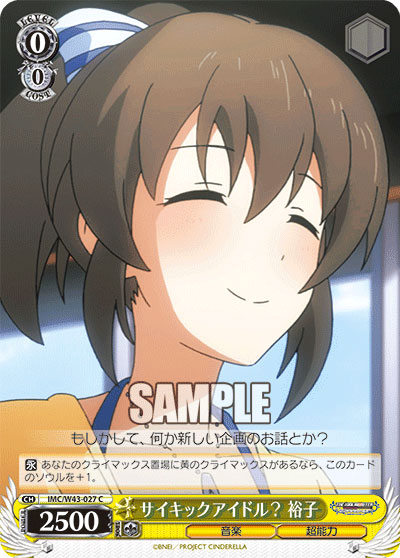 LEVEL
0
0
COST
SAMPLE
もしかして、何か新しい企画のお話とか?
永 あなたのクライマックス置場に黄のクライマックスがあるなら、このカード
のソウルを+1。
CH IMC/W43-027 C
サイキックアイドル? 裕子
2500
音楽
超能力
©BNEI/PROJECT CINDERELLA